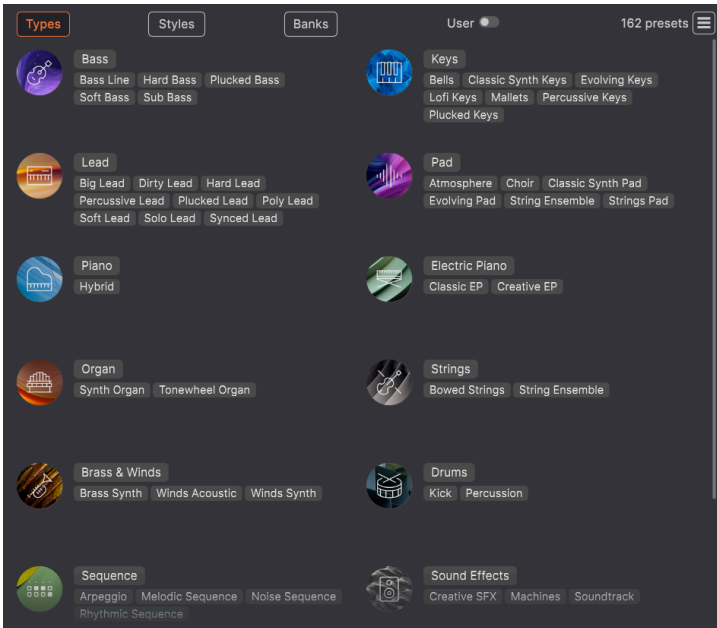 Types Styles Banks User 162 presets
Bass
Bass Line Hard Bass Plucked Bass
Soft Bass Sub Bass
Keys
Bells Classic Synth Keys Evolving Keys
Lofi Keys Mallets Percussive Keys
Plucked Keys
Lead
Big Lead Dirty Lead Hard Lead
Percussive Lead Plucked Lead Poly Lead
Soft Lead Solo Lead Synced Lead
Pad
Atmosphere Choir Classic Synth Pad
Evolving Pad String Ensemble Strings Pad
Piano
Hybrid
Electric Piano
Classic EP Creative EP
Organ
Synth Organ Tonewheel Organ
Strings
Bowed Strings String Ensemble
Brass & Winds
Brass Synth Winds Acoustic Winds Synth
Drums
Kick Percussion
Sequence
Arpeggio Melodic Sequence Noise Sequence
Rhythmic Sequence
Sound Effects
Creative SFX Machines Soundtrack